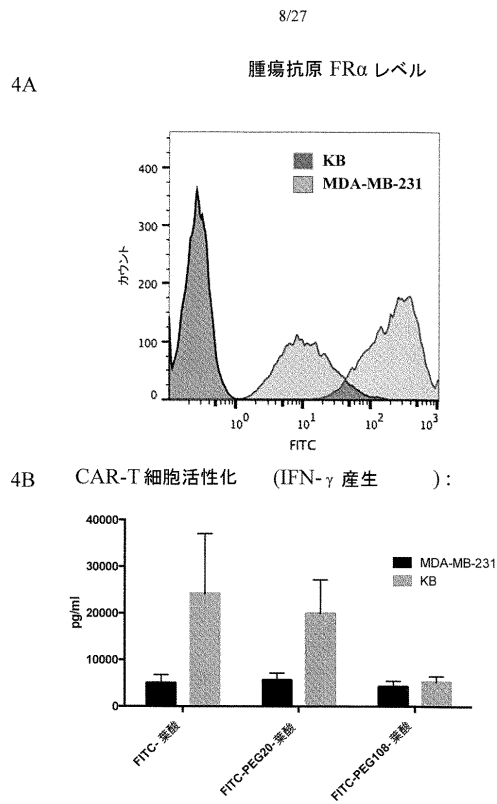 8/27
腫瘍抗原 FRα レベル
4A
KB
MDA-MB-231
カウント
400
300
200
100
0
10⁰ 10¹ 10² 10³
FITC
4B CAR-T 細胞活性化 (IFN-γ 産生 ) :
pg/ml
40000
30000
20000
10000
0
MDA-MB-231
KB
FITC- 葉酸
FITC-PEG20-葉酸
FITC-PEG108-葉酸